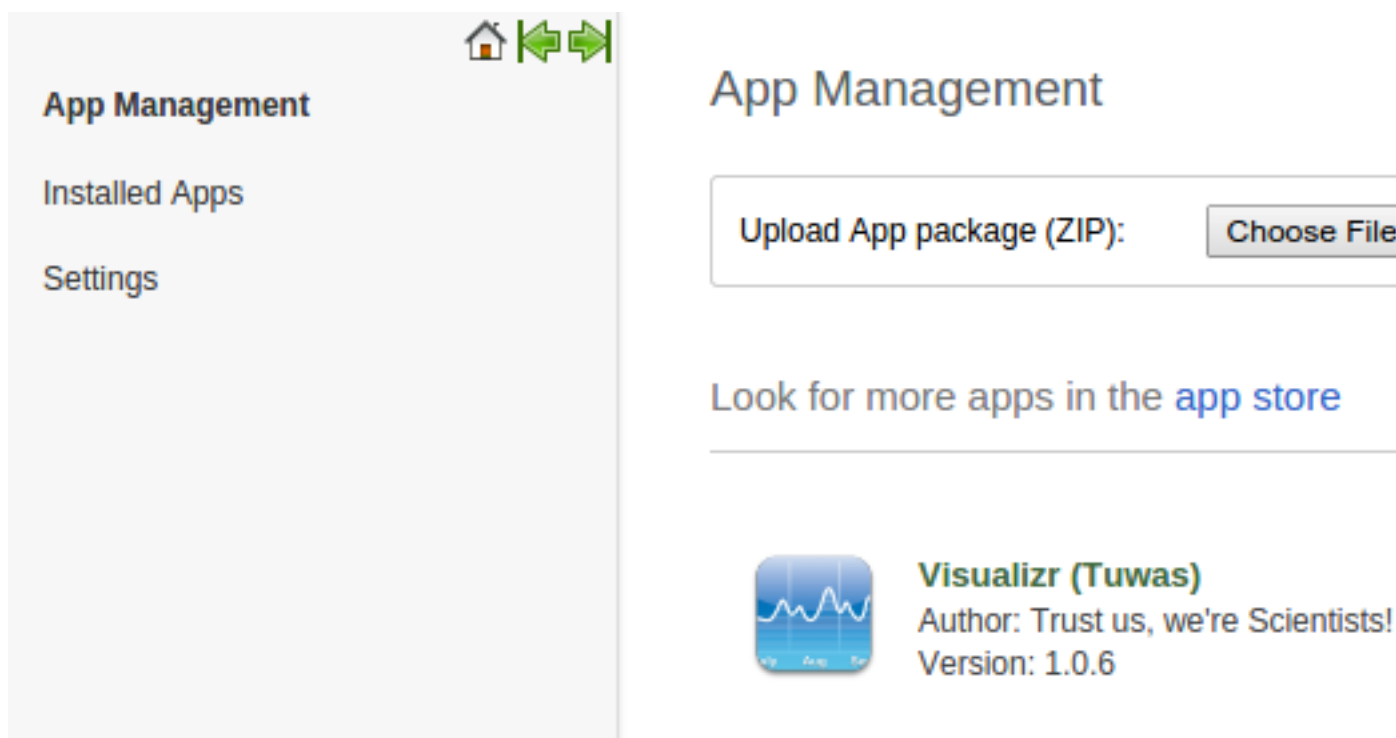 App Management
Installed Apps
Settings
App Management
Upload App package (ZIP):
Choose File
Look for more apps in the app store
Visualizr (Tuwas)
Author: Trust us, we're Scientists!
Version: 1.0.6
Aug